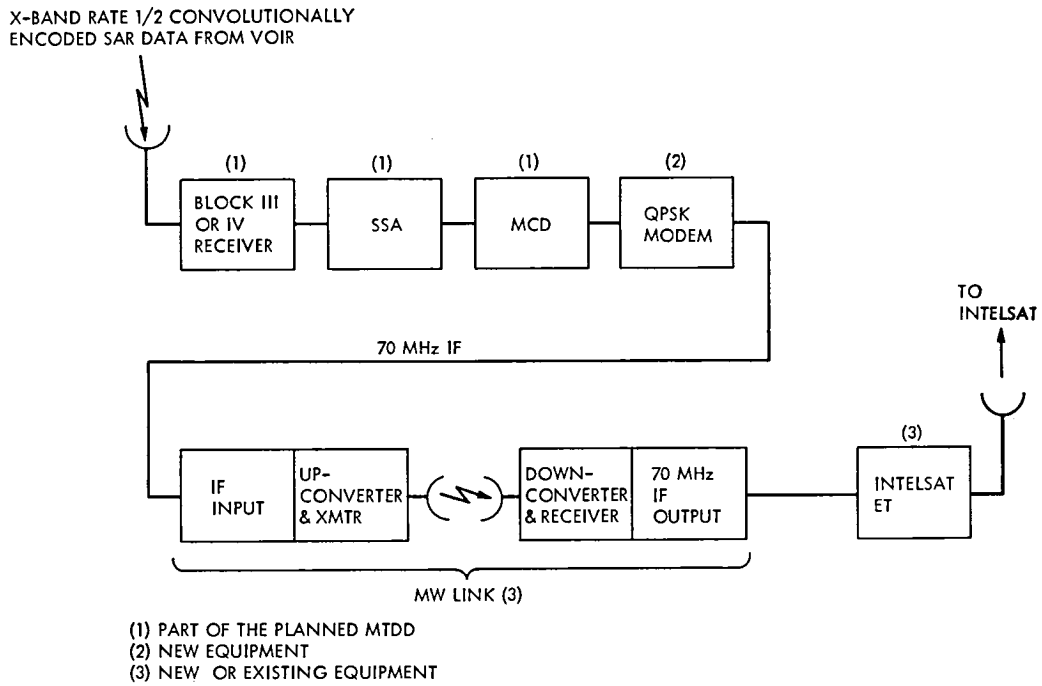 X-BAND RATE 1/2 CONVOLUTIONALLY
ENCODED SAR DATA FROM VOIR
(1)
(1)
(1)
(2)
BLOCK III
OR IV
RECEIVER
SSA
MCD
QPSK
MODEM
TO
INTELSAT
70 MHz IF
(3)
IF
INPUT
UP-
CONVERTER
& XMTR
DOWN-
CONVERTER
& RECEIVER
70 MHz
IF
OUTPUT
INTELSAT
ET
MW LINK (3)
(1) PART OF THE PLANNED MTDD
(2) NEW EQUIPMENT
(3) NEW OR EXISTING EQUIPMENT